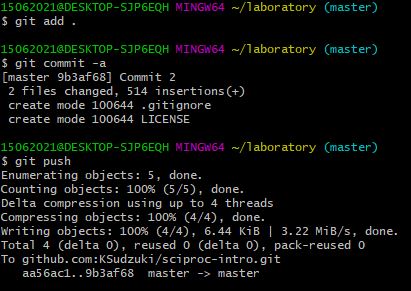 15062021@DESKTOP-SJP6EQH MINGW64 ~/laboratory (master)
$ git add .
15062021@DESKTOP-SJP6EQH MINGW64 ~/laboratory (master)
$ git commit -a
[master 9b3af68] Commit 2
 2 files changed, 514 insertions(+)
 create mode 100644 .gitignore
 create mode 100644 LICENSE
15062021@DESKTOP-SJP6EQH MINGW64 ~/laboratory (master)
$ git push
Enumerating objects: 5, done.
Counting objects: 100% (5/5), done.
Delta compression using up to 4 threads
Compressing objects: 100% (4/4), done.
Writing objects: 100% (4/4), 6.44 KiB | 3.22 MiB/s, done.
Total 4 (delta 0), reused 0 (delta 0), pack-reused 0
To github.com:KSudzuki/sciproc-intro.git
   aa56ac1..9b3af68  master -> master